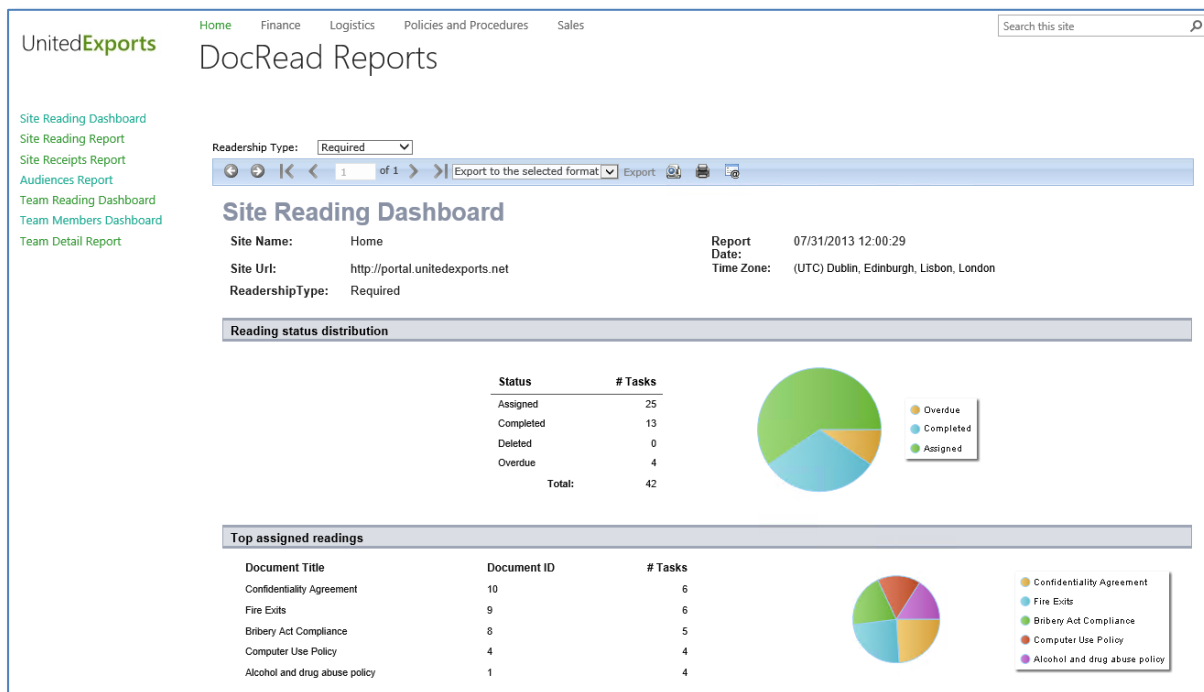 UnitedExports
Home Finance Logistics Policies and Procedures Sales
Search this site
DocRead Reports
Site Reading Dashboard
Site Reading Report
Site Receipts Report
Audiences Report
Team Reading Dashboard
Team Members Dashboard
Team Detail Report
Readership Type: Required
1 of 1 Export to the selected format Export
Site Reading Dashboard
Site Name: Home Report Date: 07/31/2013 12:00:29
Site Url: http://portal.unitedexports.net Time Zone: (UTC) Dublin, Edinburgh, Lisbon, London
ReadershipType: Required
Reading status distribution
Status # Tasks
Assigned 25
Completed 13
Deleted 0
Overdue 4
Total: 42
Overdue
Completed
Assigned
Top assigned readings
Document Title Document ID # Tasks
Confidentiality Agreement 10 6
Fire Exits 9 6
Bribery Act Compliance 8 5
Computer Use Policy 4 4
Alcohol and drug abuse policy 1 4
Confidentiality Agreement
Fire Exits
Bribery Act Compliance
Computer Use Policy
Alcohol and drug abuse policy